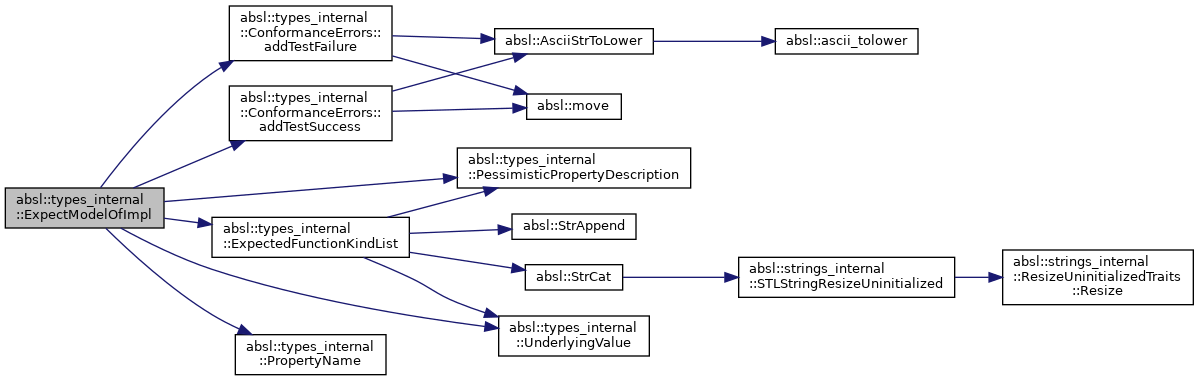 absl::types_internal
::ExpectModelOfImpl
absl::types_internal
::ConformanceErrors::
addTestFailure
absl::types_internal
::ConformanceErrors::
addTestSuccess
absl::types_internal
::ExpectedFunctionKindList
absl::types_internal
::PropertyName
absl::AsciiStrToLower
absl::move
absl::types_internal
::PessimisticPropertyDescription
absl::StrAppend
absl::StrCat
absl::types_internal
::UnderlyingValue
absl::ascii_tolower
absl::strings_internal
::STLStringResizeUninitialized
absl::strings_internal
::ResizeUninitializedTraits
::Resize